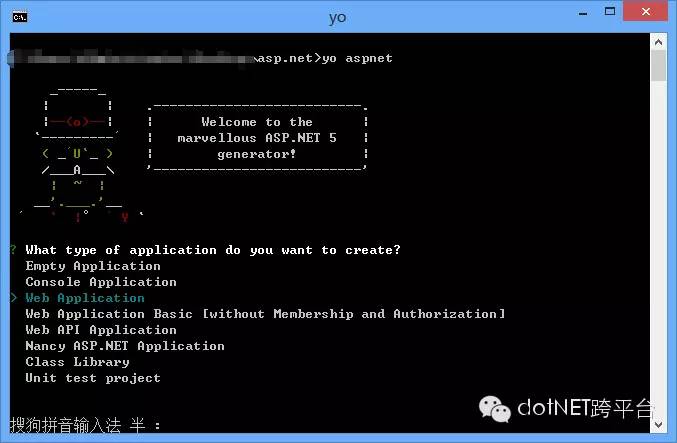 yo
asp.net>yo aspnet
Welcome to the
marvellous ASP.NET 5
generator!
? What type of application do you want to create?
Empty Application
Console Application
> Web Application
Web Application Basic [without Membership and Authorization]
Web API Application
Nancy ASP.NET Application
Class Library
Unit test project
搜狗拼音输入法 半 :
dotNET跨平台